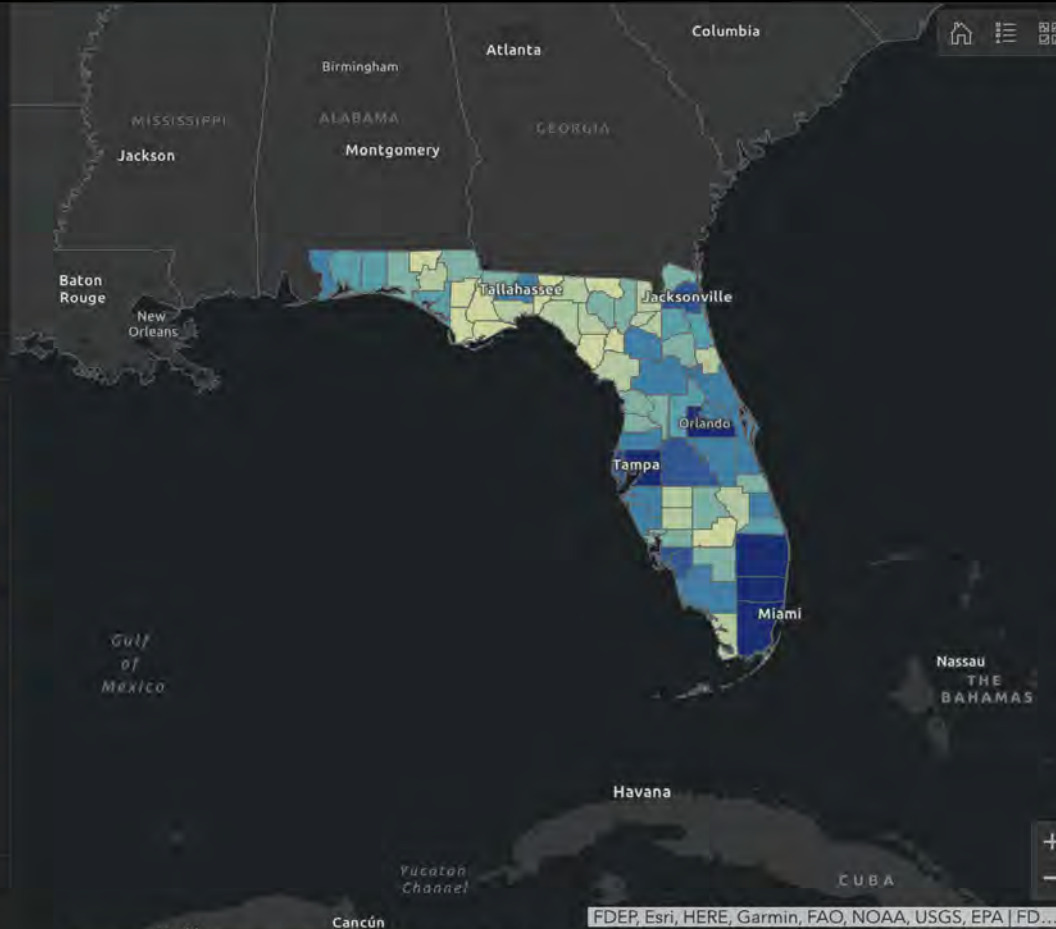 Columbia
Atlanta
Birmingham
MISSISSIPPI
ALABAMA
GEORGIA
Jackson
Montgomery
Baton
Rouge
New
Orleans
Tallahassee
Jacksonville
Orlando
Tampa
Miami
Gulf
of
Mexico
Nassau
THE
BAHAMAS
Havana
Yucatan
Channel
CUBA
Cancún
FDEP, Esri, HERE, Garmin, FAO, NOAA, USGS, EPA | FD...